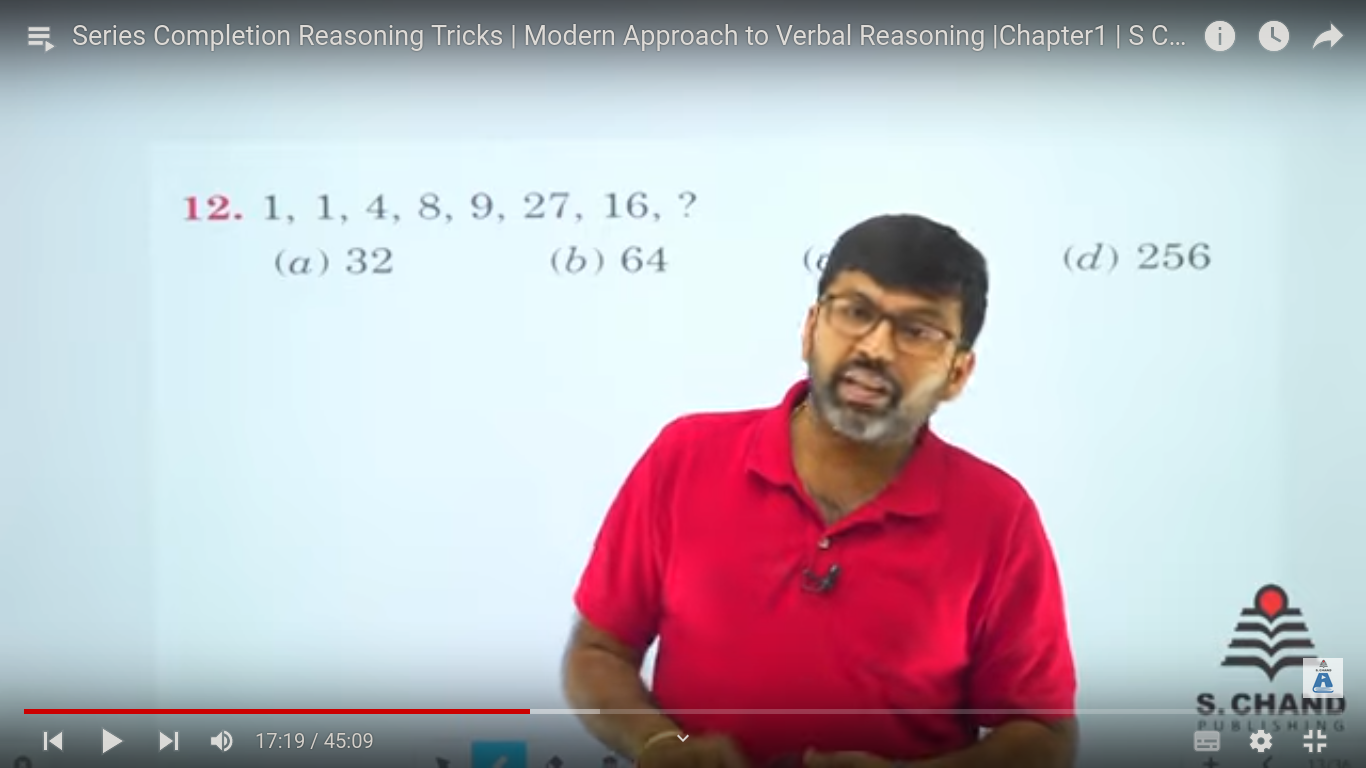 Series Completion Reasoning Tricks | Modern Approach to Verbal Reasoning |Chapter1 | S C...
12. 1, 1, 4, 8, 9, 27, 16, ?
(a) 32 (b) 64 (d) 256
S. CHAND
PUBLISHING
17:19 / 45:09